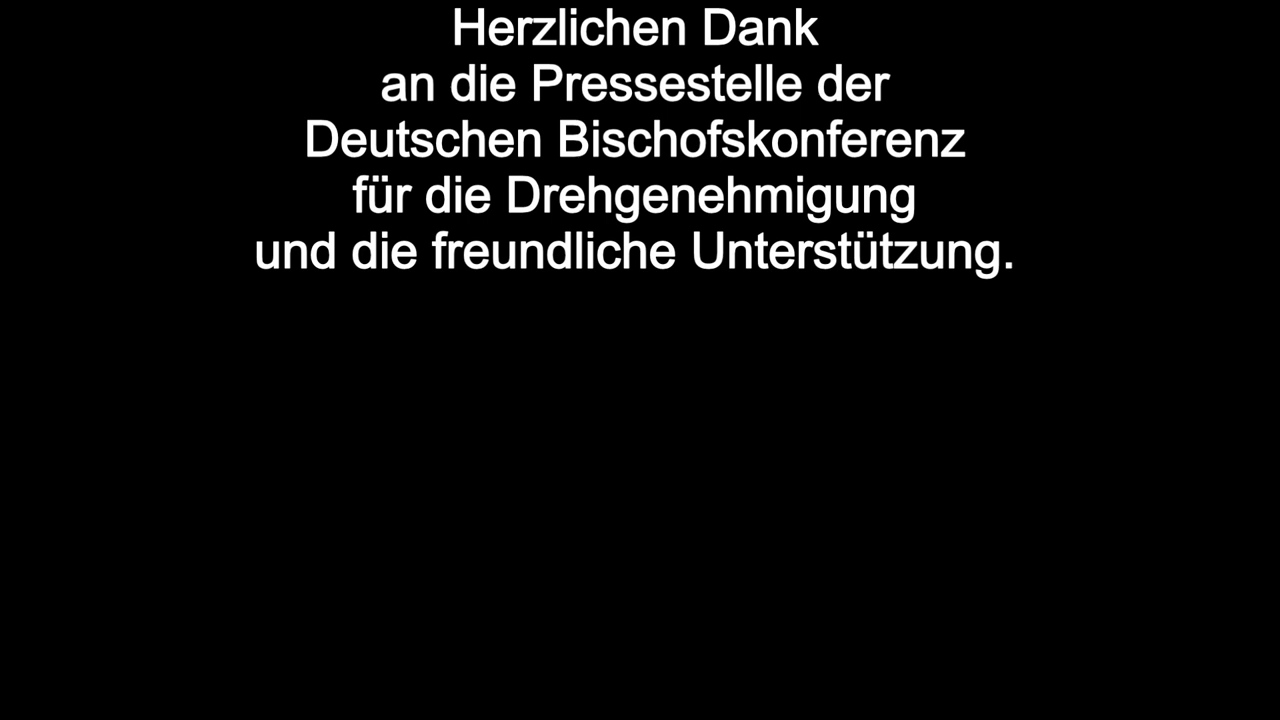 Herzlichen Dank
an die Pressestelle der
Deutschen Bischofskonferenz
für die Drehgenehmigung
und die freundliche Unterstützung.